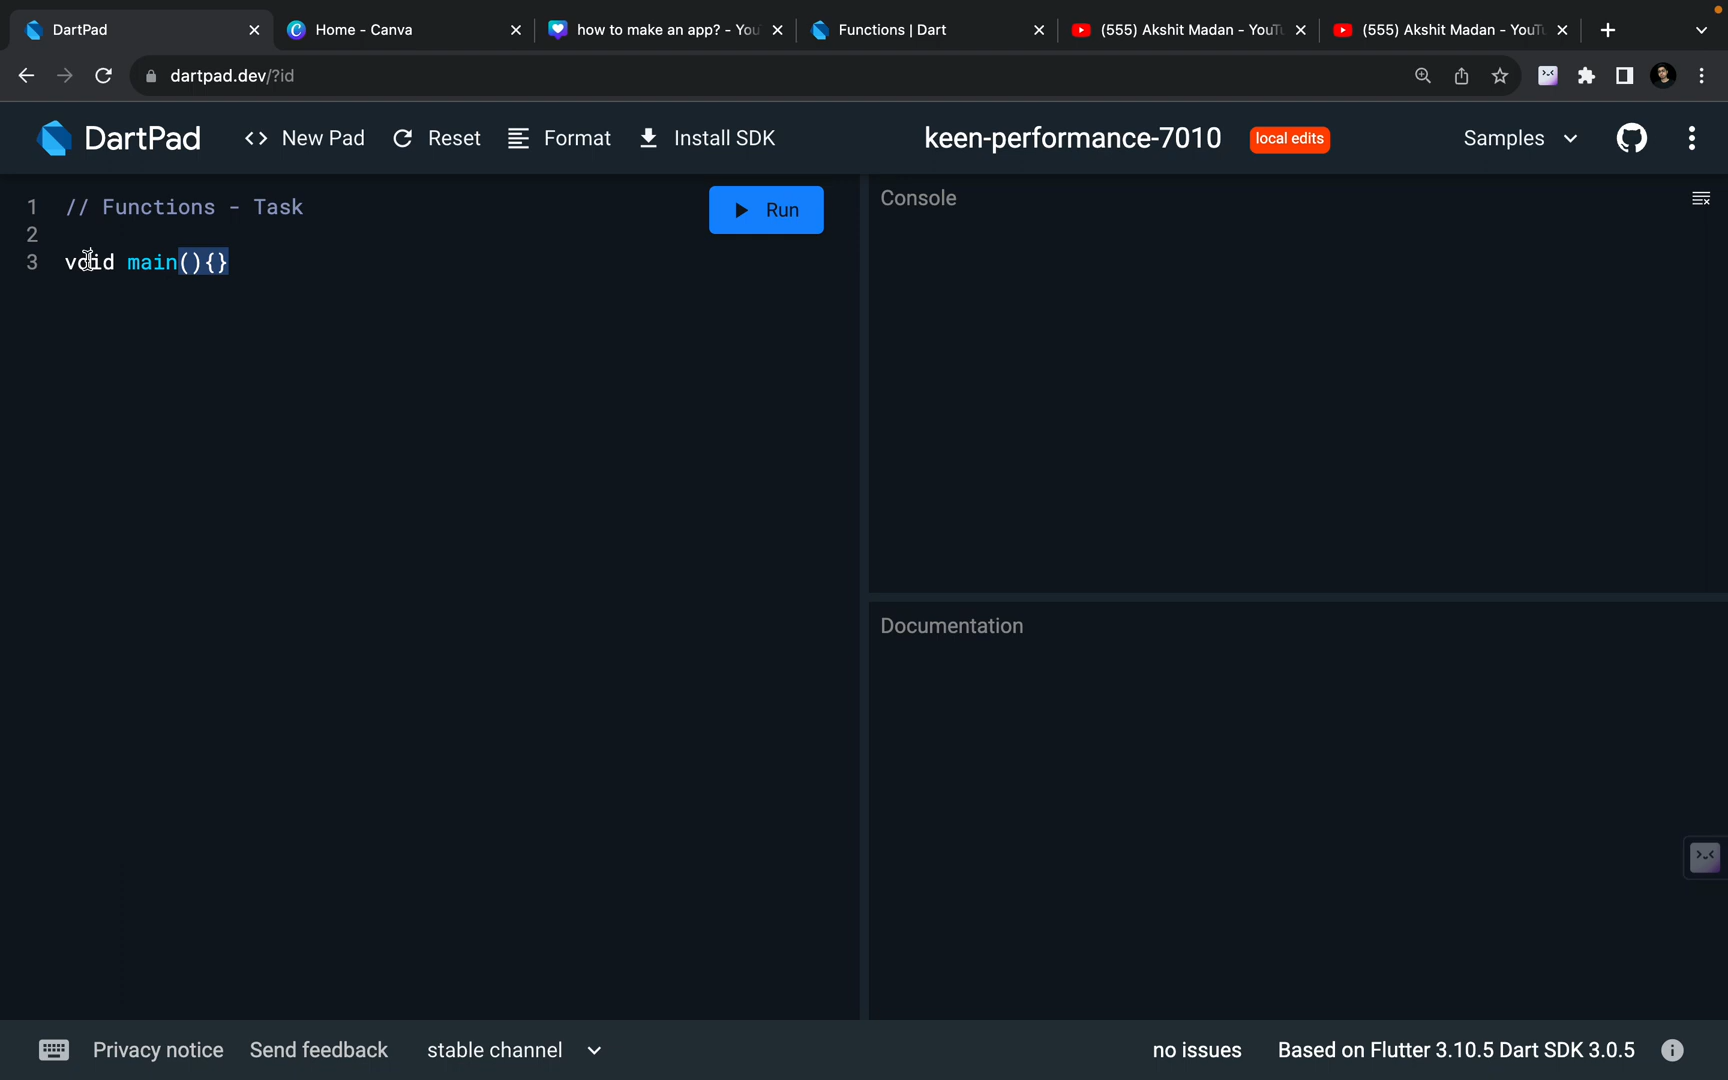 DartPad
Home - Canva
how to make an app? - You
Functions | Dart
(555) Akshit Madan - YouTu
(555) Akshit Madan - YouTu
dartpad.dev/?id
DartPad
<> New Pad
Reset
Format
Install SDK
keen-performance-7010
local edits
Samples
1 // Functions - Task
2
3 void main(){}
Run
Console
Documentation
Privacy notice
Send feedback
stable channel
no issues
Based on Flutter 3.10.5 Dart SDK 3.0.5